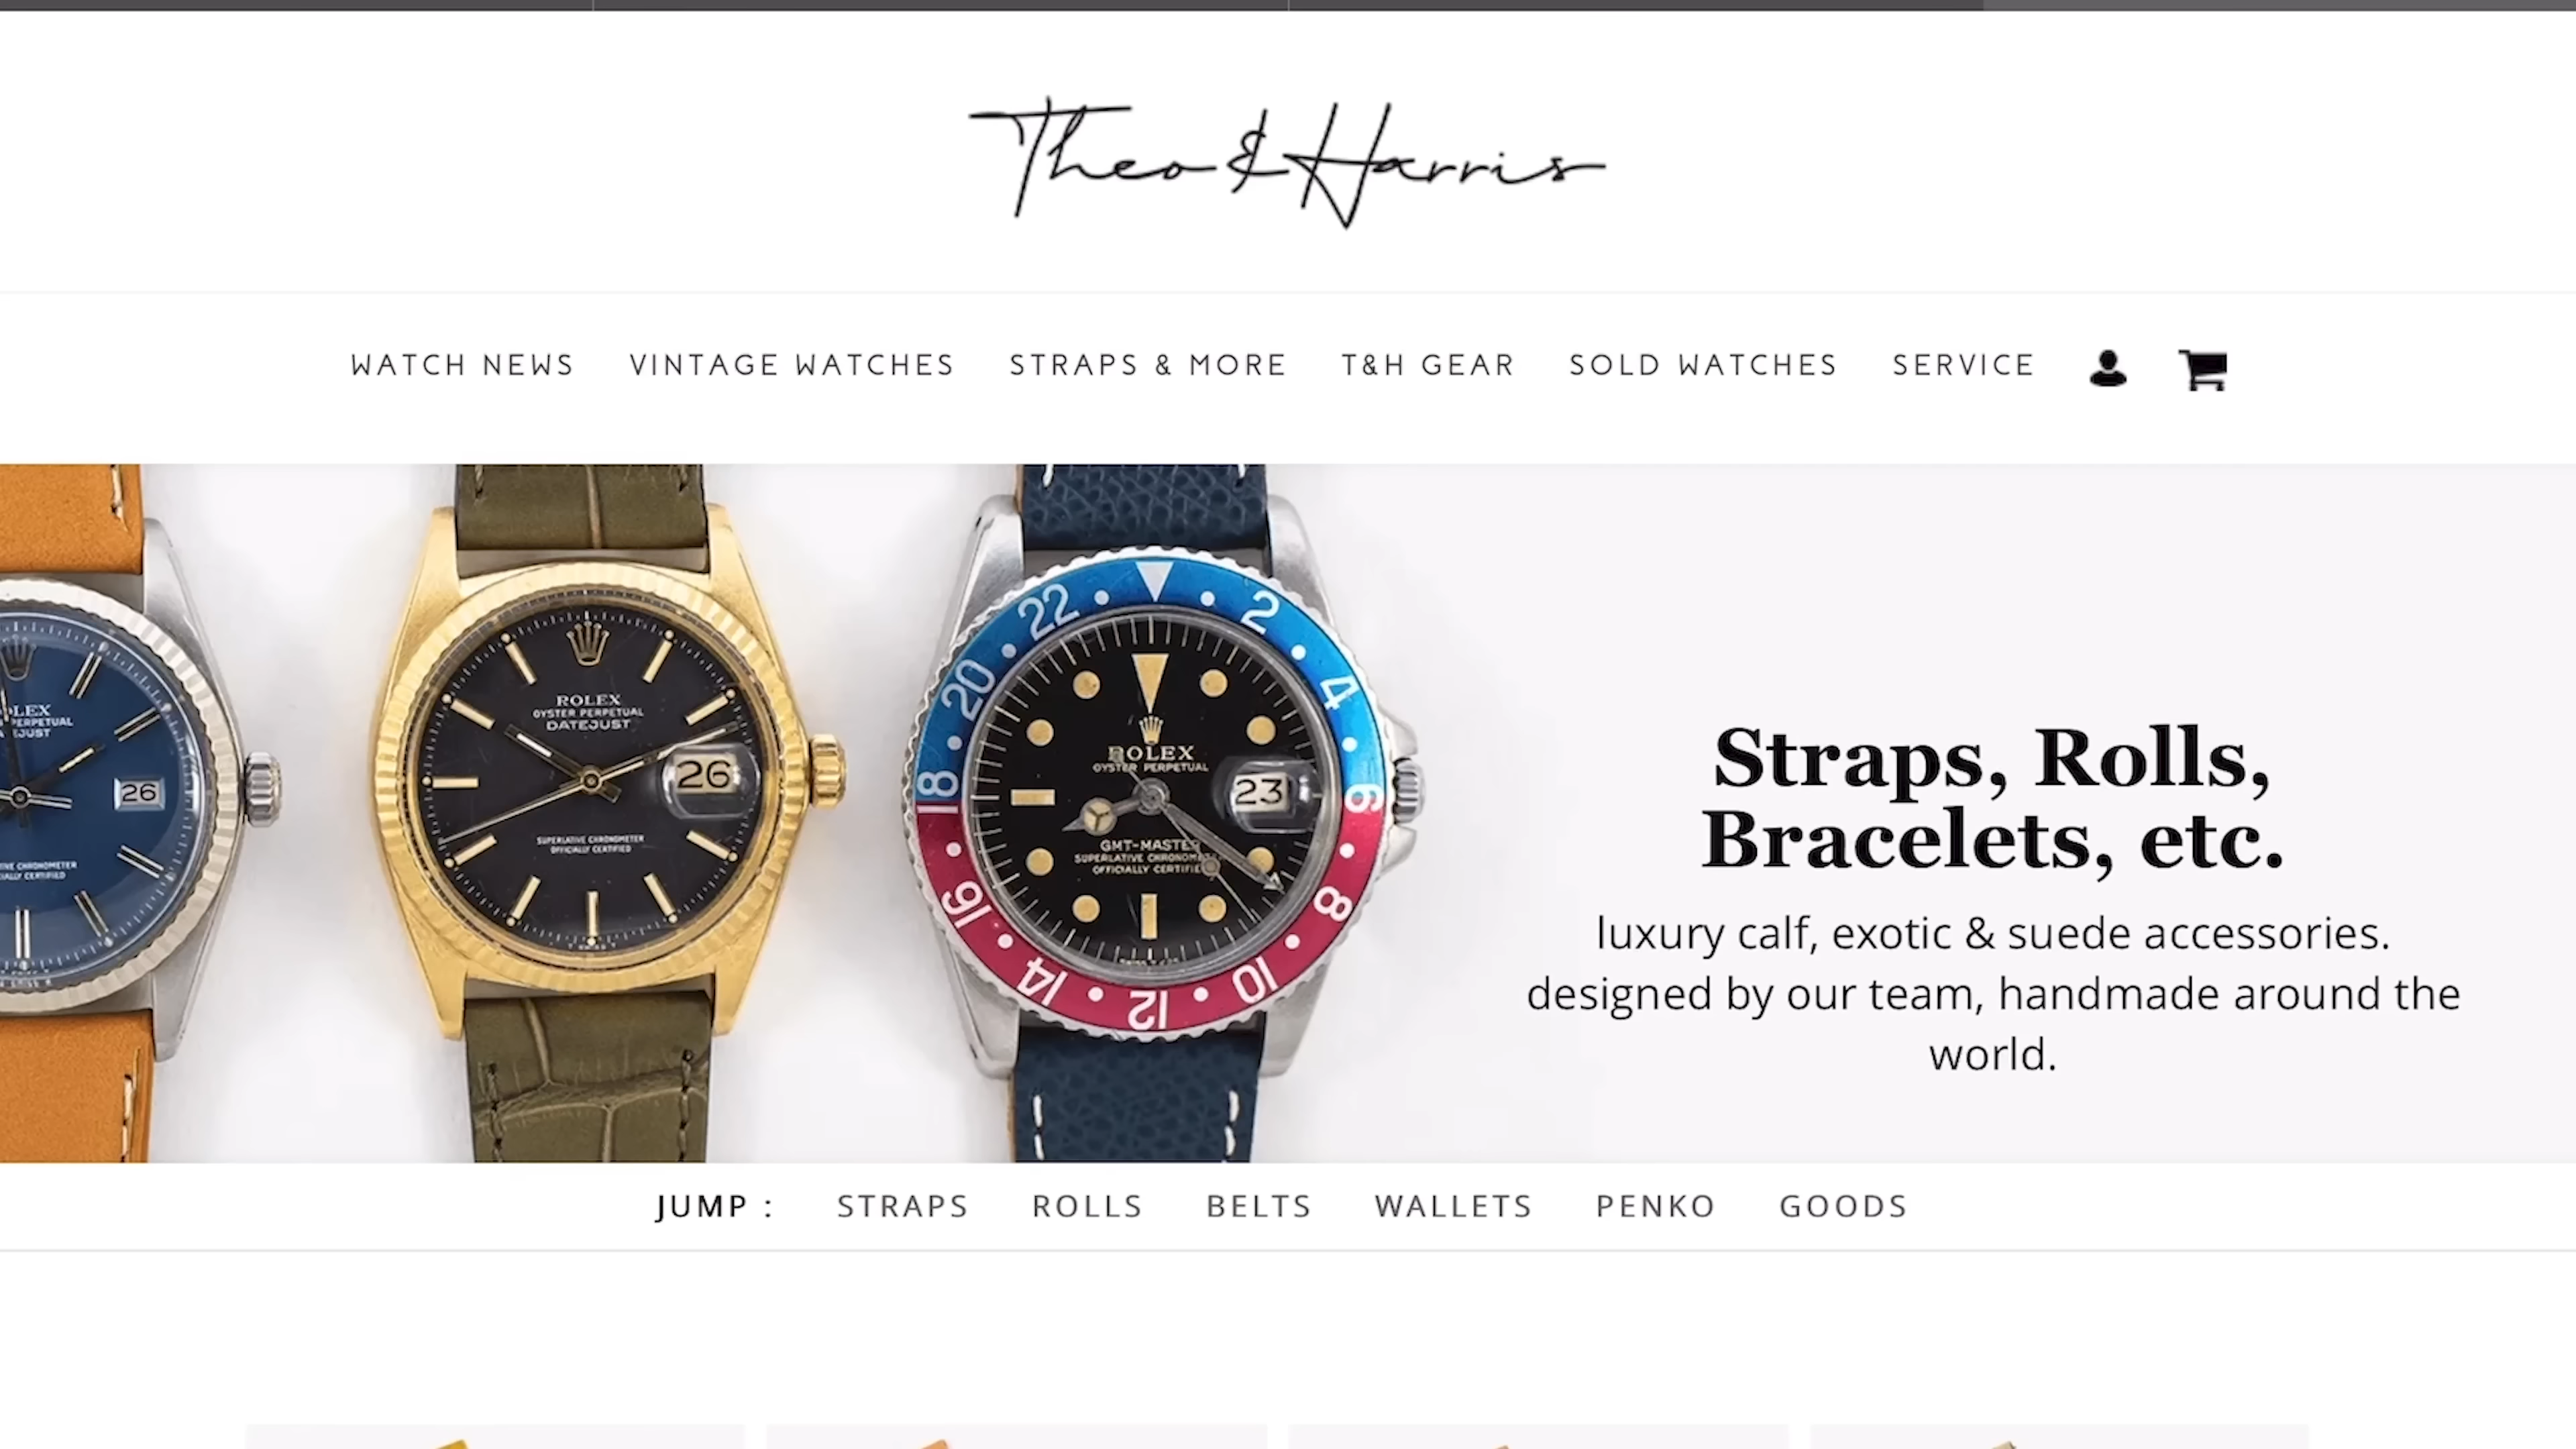 Theo & Harris
WATCH NEWS VINTAGE WATCHES STRAPS & MORE T&H GEAR SOLD WATCHES SERVICE
26
ROLEX
OYSTER PERPETUAL
DATEJUST
26
SUPERLATIVE CHRONOMETER
OFFICIALLY CERTIFIED
22 2 20 4 18 6 16 8 14 12 10
ROLEX
OYSTER PERPETUAL
23
GMT-MASTER
SUPERLATIVE
OFFICIALLY
Straps, Rolls,
Bracelets, etc.
luxury calf, exotic & suede accessories.
designed by our team, handmade around the
world.
JUMP : STRAPS ROLLS BELTS WALLETS PENKO GOODS